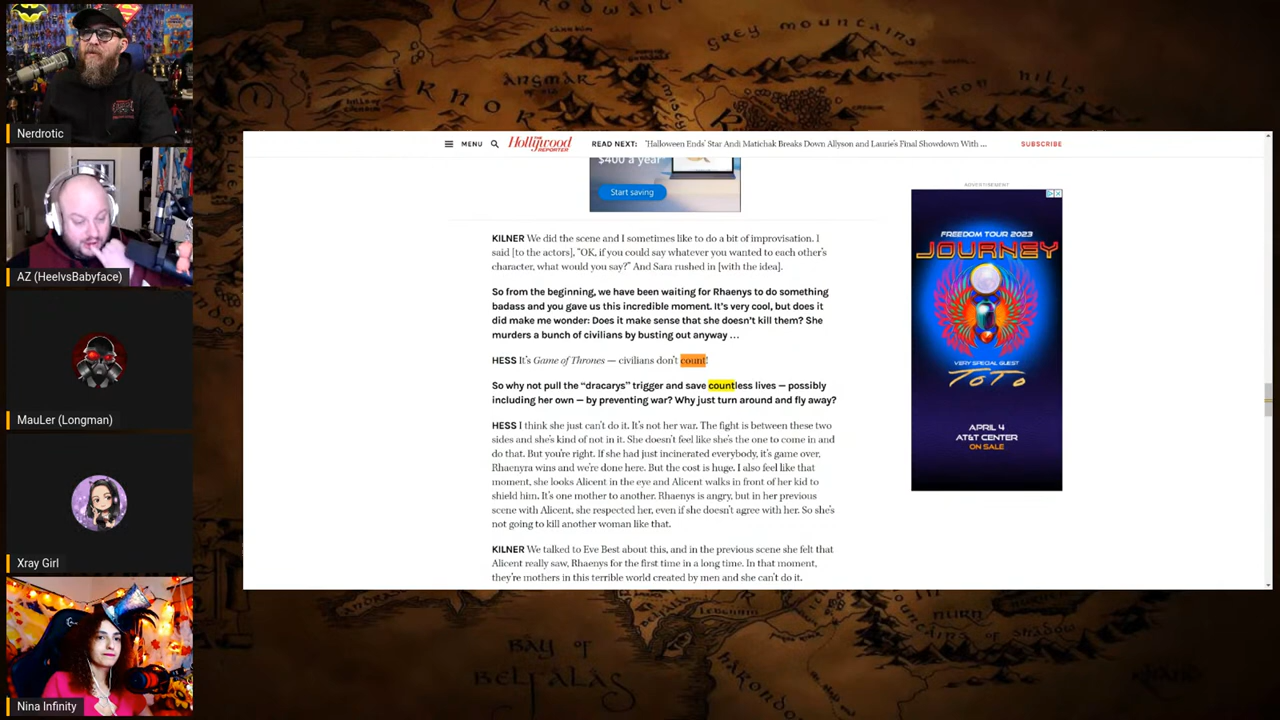 Nerdrotic
AZ (HeelvsBabyface)
MauLer (Longman)
Xray Girl
Nina Infinity
GREY MOUNTAINS
ANGMAR
ARNOR
IRON HILLS
MENU
THE Hollywood REPORTER
READ NEXT: 'Halloween Ends' Star Andi Matichak Breaks Down Allyson and Laurie's Final Showdown With ...
SUBSCRIBE
$400 a year
Start saving
KILNER We did the scene and I sometimes like to do a bit of improvisation. I
said [to the actors], “OK, if you could say whatever you wanted to each other’s
character, what would you say?” And Sara rushed in [with the idea].
So from the beginning, we have been waiting for Rhaenys to do something
badass and you gave us this incredible moment. It’s very cool, but does it
did make me wonder: Does it make sense that she doesn’t kill them? She
murders a bunch of civilians by busting out anyway …
HESS It’s Game of Thrones — civilians don’t count!
So why not pull the “dracarys” trigger and save countless lives — possibly
including her own — by preventing war? Why just turn around and fly away?
HESS I think she just can’t do it. It’s not her war. The fight is between these two
sides and she’s kind of not in it. She doesn’t feel like she’s the one to come in and
do that. But you’re right. If she had just incinerated everybody, it’s game over,
Rhaenyra wins and we’re done here. But the cost is huge. I also feel like that
moment, she looks Alicent in the eye and Alicent walks in front of her kid to
shield him. It’s one mother to another. Rhaenys is angry, but in her previous
scene with Alicent, she respected her, even if she doesn’t agree with her. So she’s
not going to kill another woman like that.
KILNER We talked to Eve Best about this, and in the previous scene she felt that
Alicent really saw, Rhaenys for the first time in a long time. In that moment,
they’re mothers in this terrible world created by men and she can’t do it.
ADVERTISEMENT
FREEDOM TOUR 2023
JOURNEY
VERY SPECIAL GUEST
TOTO
APRIL 4
AT&T CENTER
ON SALE
BAY OF
BELFALAS